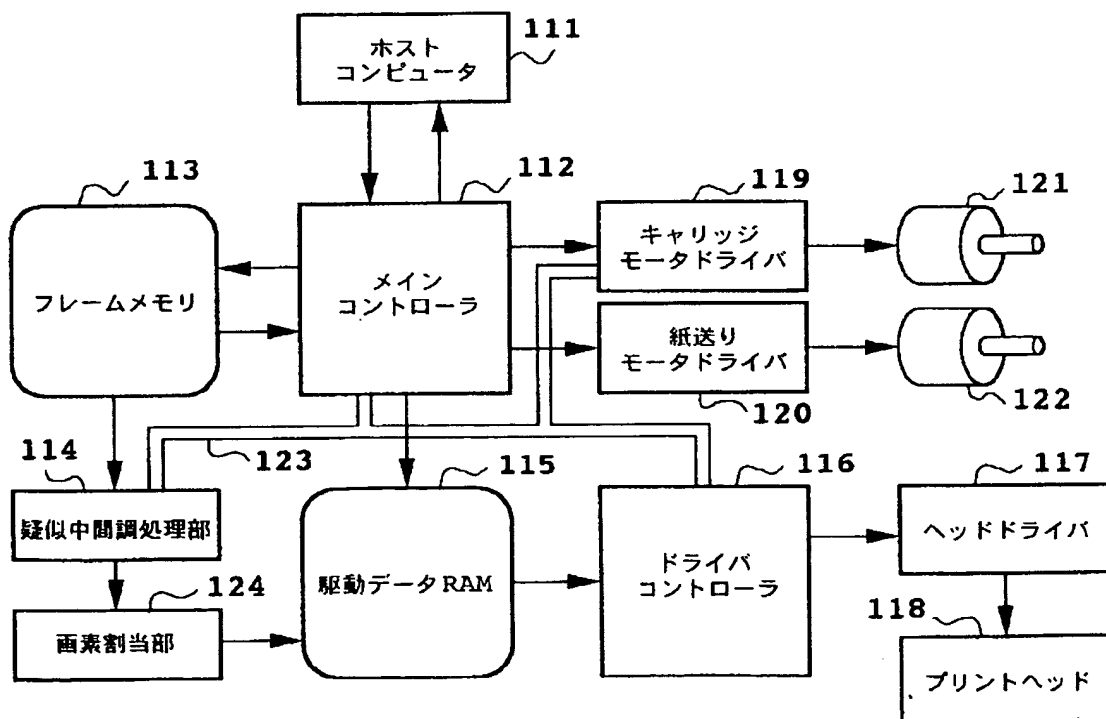 111
ホスト
コンピュータ
113
112
119
121
フレームメモリ
メイン
コントローラ
キャリッジ
モータドライバ
紙送り
モータドライバ
120
122
114
123
115
116
117
疑似中間調処理部
124
駆動データRAM
ドライバ
コントローラ
ヘッドドライバ
画素割当部
118
プリントヘッド